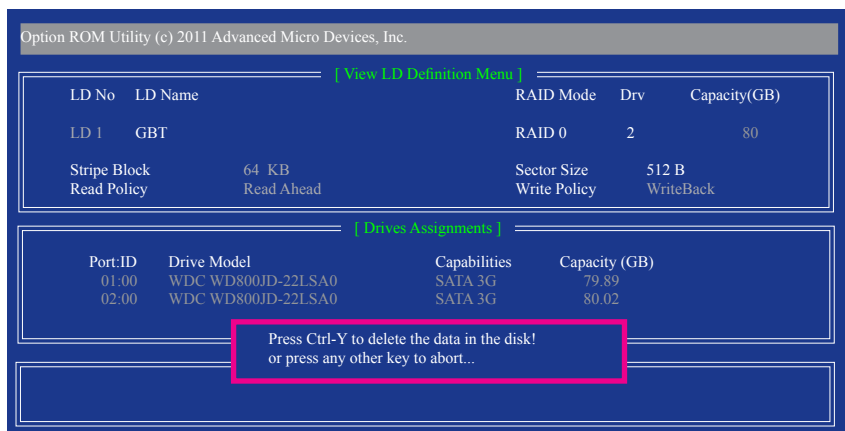 Option ROM Utility (c) 2011 Advanced Micro Devices, Inc.
[ View LD Definition Menu ]
LD No LD Name RAID Mode Drv Capacity(GB)
LD 1 GBT RAID 0 2 80
Stripe Block 64 KB Sector Size 512 B
Read Policy Read Ahead Write Policy WriteBack
[ Drives Assignments ]
Port:ID Drive Model Capabilities Capacity (GB)
01:00 WDC WD800JD-22LSA0 SATA 3G 79.89
02:00 WDC WD800JD-22LSA0 SATA 3G 80.02
Press Ctrl-Y to delete the data in the disk!
or press any other key to abort...